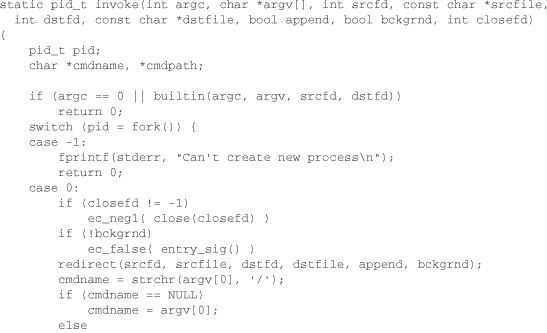 static pid_t invoke(int argc, char *argv[], int srcfd, const char *srcfile,
  int dstfd, const char *dstfile, bool append, bool bckgrnd, int closefd)
{
    pid_t pid;
    char *cmdname, *cmdpath;

    if (argc == 0 || builtin(argc, argv, srcfd, dstfd))
        return 0;
    switch (pid = fork()) {
    case -1:
        fprintf(stderr, "Can't create new process\n");
        return 0;
    case 0:
        if (closefd != -1)
            ec_neg1( close(closefd) )
        if (!bckgrnd)
            ec_false( entry_sig() )
        redirect(srcfd, srcfile, dstfd, dstfile, append, bckgrnd);
        cmdname = strchr(argv[0], '/');
        if (cmdname == NULL)
            cmdname = argv[0];
        else